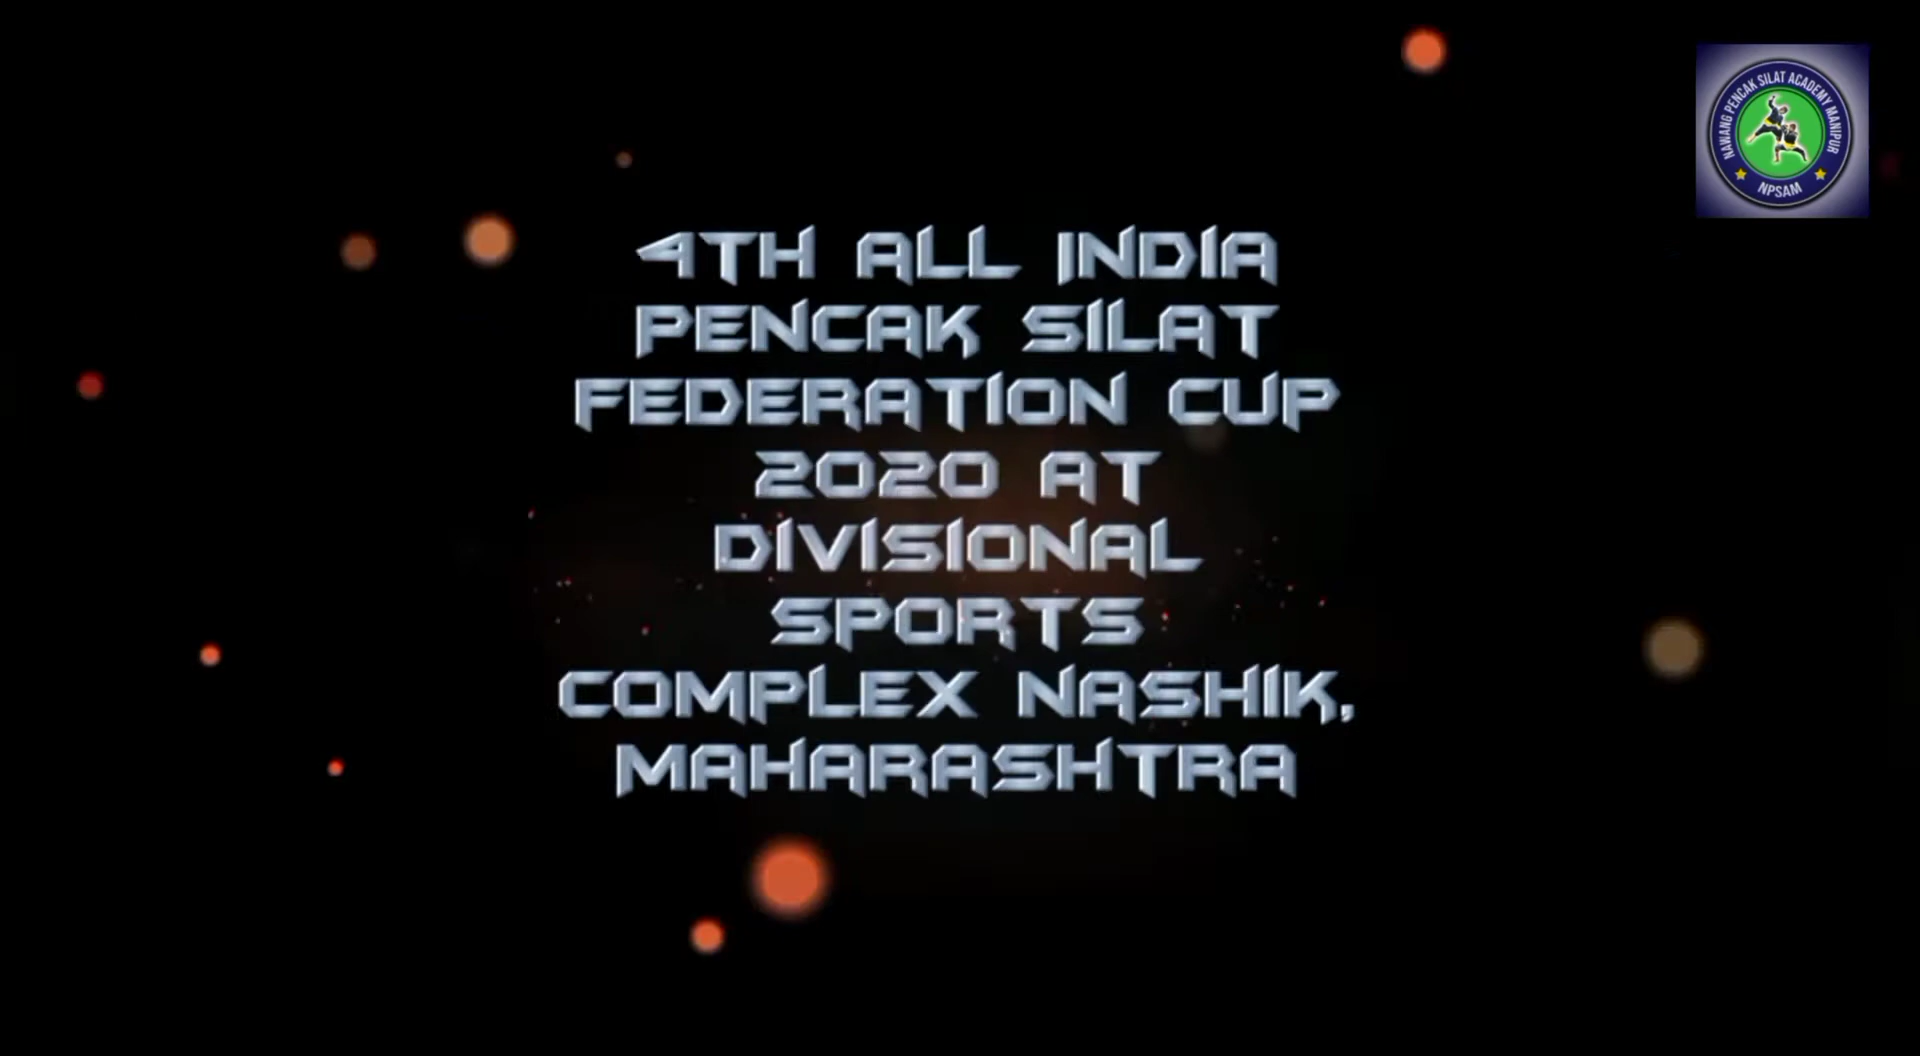 4TH ALL INDIA
PENCAK SILAT
FEDERATION CUP
2020 AT
DIVISIONAL
SPORTS
COMPLEX NASHIK,
MAHARASHTRA
NAWANG PENCAK SILAT ACADEMY MANIPUR
NPSAM